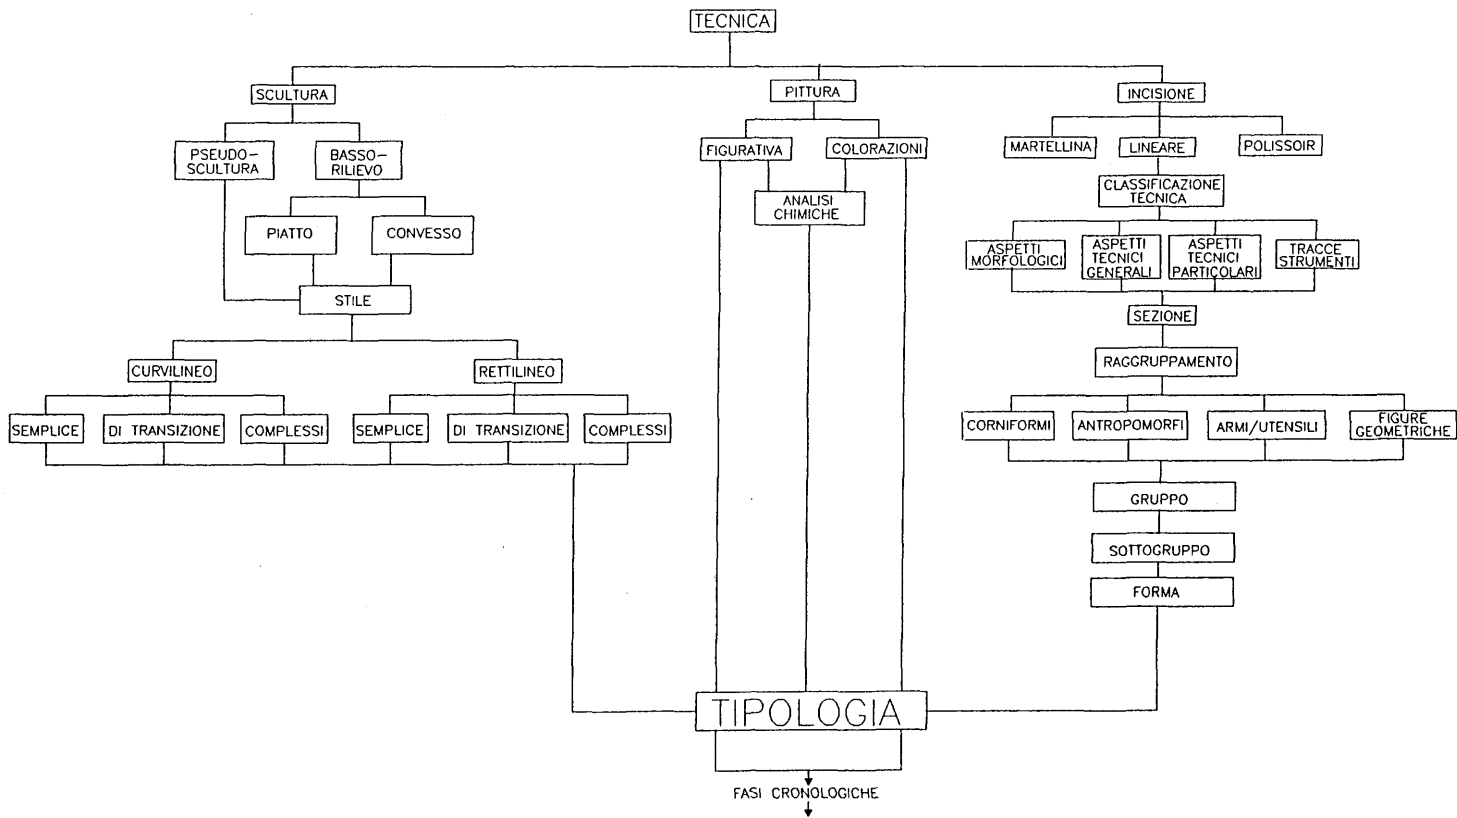 TECNICA
SCULTURA
PITTURA
INCISIONE
PSEUDO-
SCULTURA
BASSO-
RILIEVO
FIGURATIVA
COLORAZIONI
MARTELLINA
LINEARE
POLISSOIR
ANALISI
CHIMICHE
CLASSIFICAZIONE
TECNICA
PIATTO
CONVESSO
ASPETTI
MORFOLOGICI
ASPETTI
TECNICI
GENERALI
ASPETTI
TECNICI
PARTICOLARI
TRACCE
STRUMENTI
STILE
SEZIONE
RAGGRUPPAMENTO
CURVILINEO
RETTILINEO
SEMPLICE
DI TRANSIZIONE
COMPLESSI
SEMPLICE
DI TRANSIZIONE
COMPLESSI
CORNIFORMI
ANTROPOMORFI
ARMI/UTENSILI
FIGURE
GEOMETRICHE
GRUPPO
SOTTOGRUPPO
FORMA
TIPOLOGIA
FASI CRONOLOGICHE